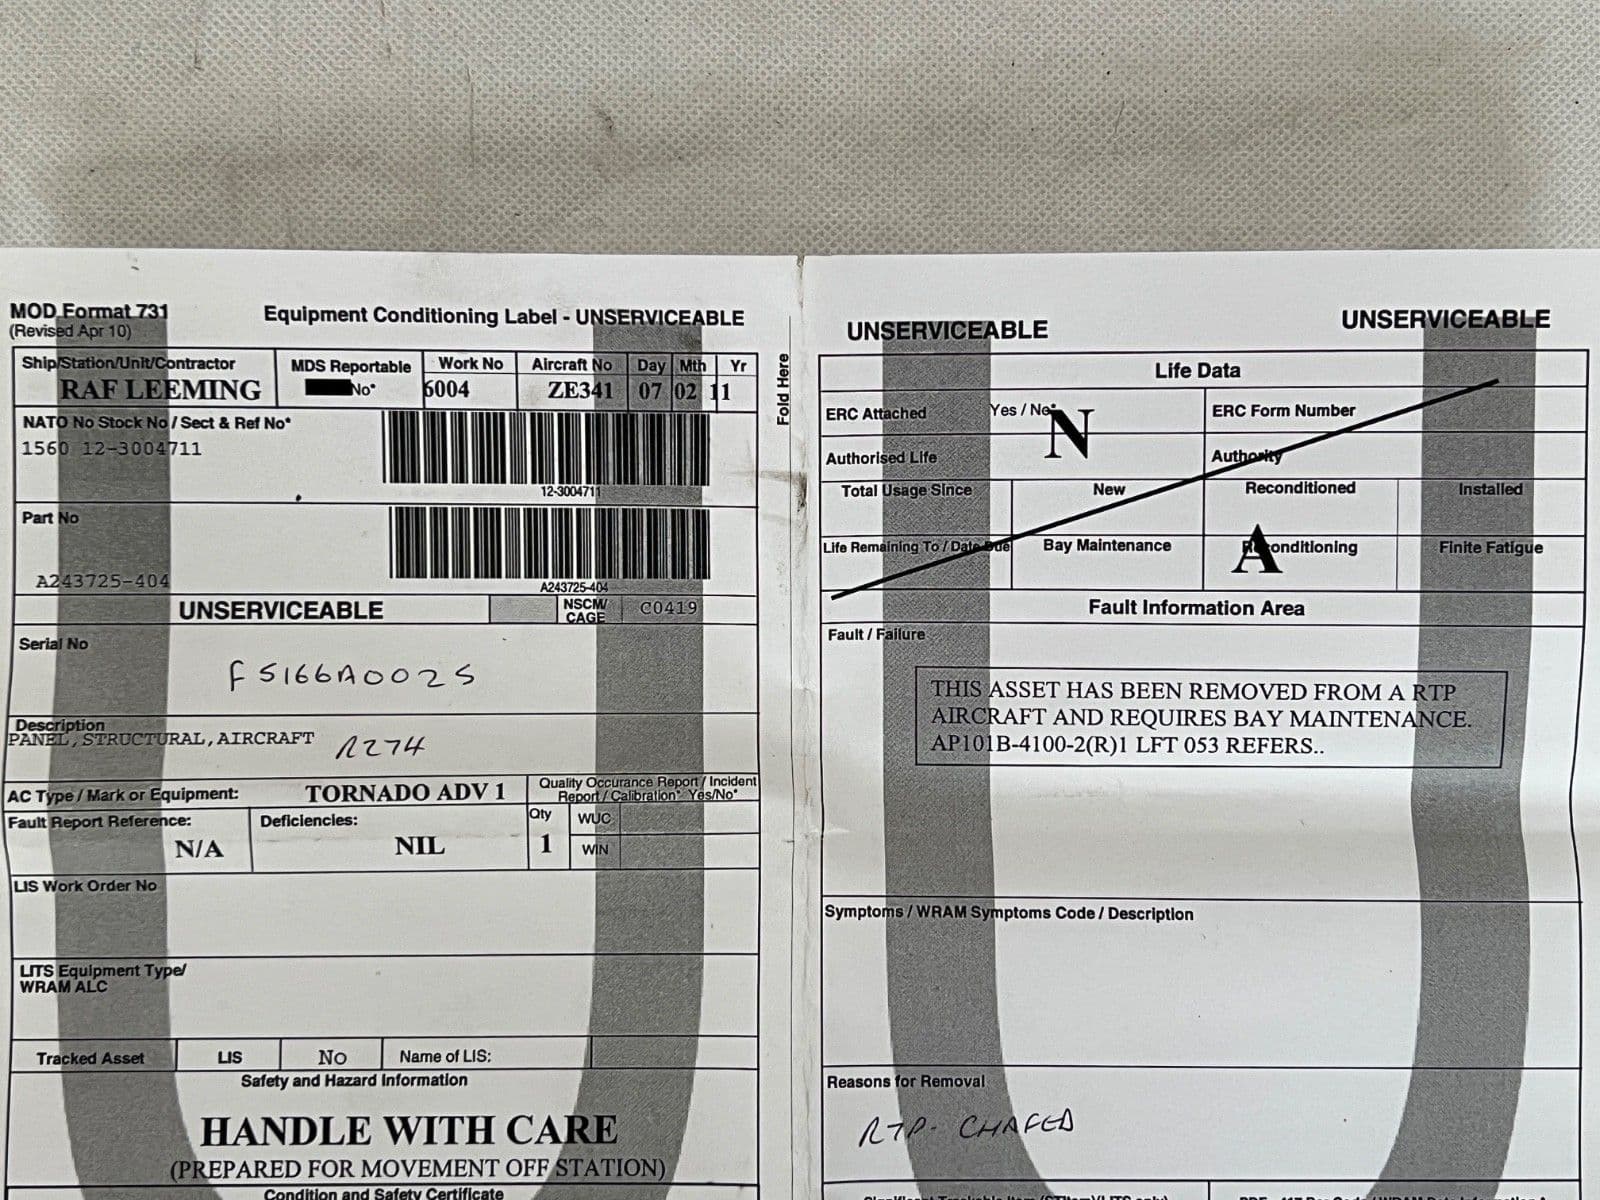 MOD Format 731
(Revised Apr 10)
Equipment Conditioning Label - UNSERVICEABLE
Ship/Station/Unit/Contractor
RAF LEEMING
MDS Reportable
No*
Work No
6004
Aircraft No
ZE341
Day Mth Yr
07 02 11
NATO No Stock No / Sect & Ref No*
1560 12-3004711
12-3004711
Part No
A243725-404
A243725-404
UNSERVICEABLE
NSCM/
CAGE
C0419
Serial No
FS166A002S
Description
PANEL,STRUCTURAL,AIRCRAFT R274
AC Type / Mark or Equipment:
TORNADO ADV 1
Quality Occurance Report / Incident
Report / Calibration* Yes/No*
Fault Report Reference:
N/A
Deficiencies:
NIL
Qty
1
WUC
WIN
LIS Work Order No
LITS Equipment Type/
WRAM ALC
Tracked Asset
LIS
No
Name of LIS:
Safety and Hazard Information
HANDLE WITH CARE
(PREPARED FOR MOVEMENT OFF STATION)
Condition and Safety Certificate
Fold Here
UNSERVICEABLE
UNSERVICEABLE
Life Data
ERC Attached
Yes / No*
N
ERC Form Number
Authorised Life
Authority
Total Usage Since
New
Reconditioned
Installed
Life Remaining To / Date Due
Bay Maintenance
Reconditioning
A
Finite Fatigue
Fault Information Area
Fault / Failure
THIS ASSET HAS BEEN REMOVED FROM A RTP
AIRCRAFT AND REQUIRES BAY MAINTENANCE.
AP101B-4100-2(R)1 LFT 053 REFERS..
Symptoms / WRAM Symptoms Code / Description
Reasons for Removal
RTP- CHAFED